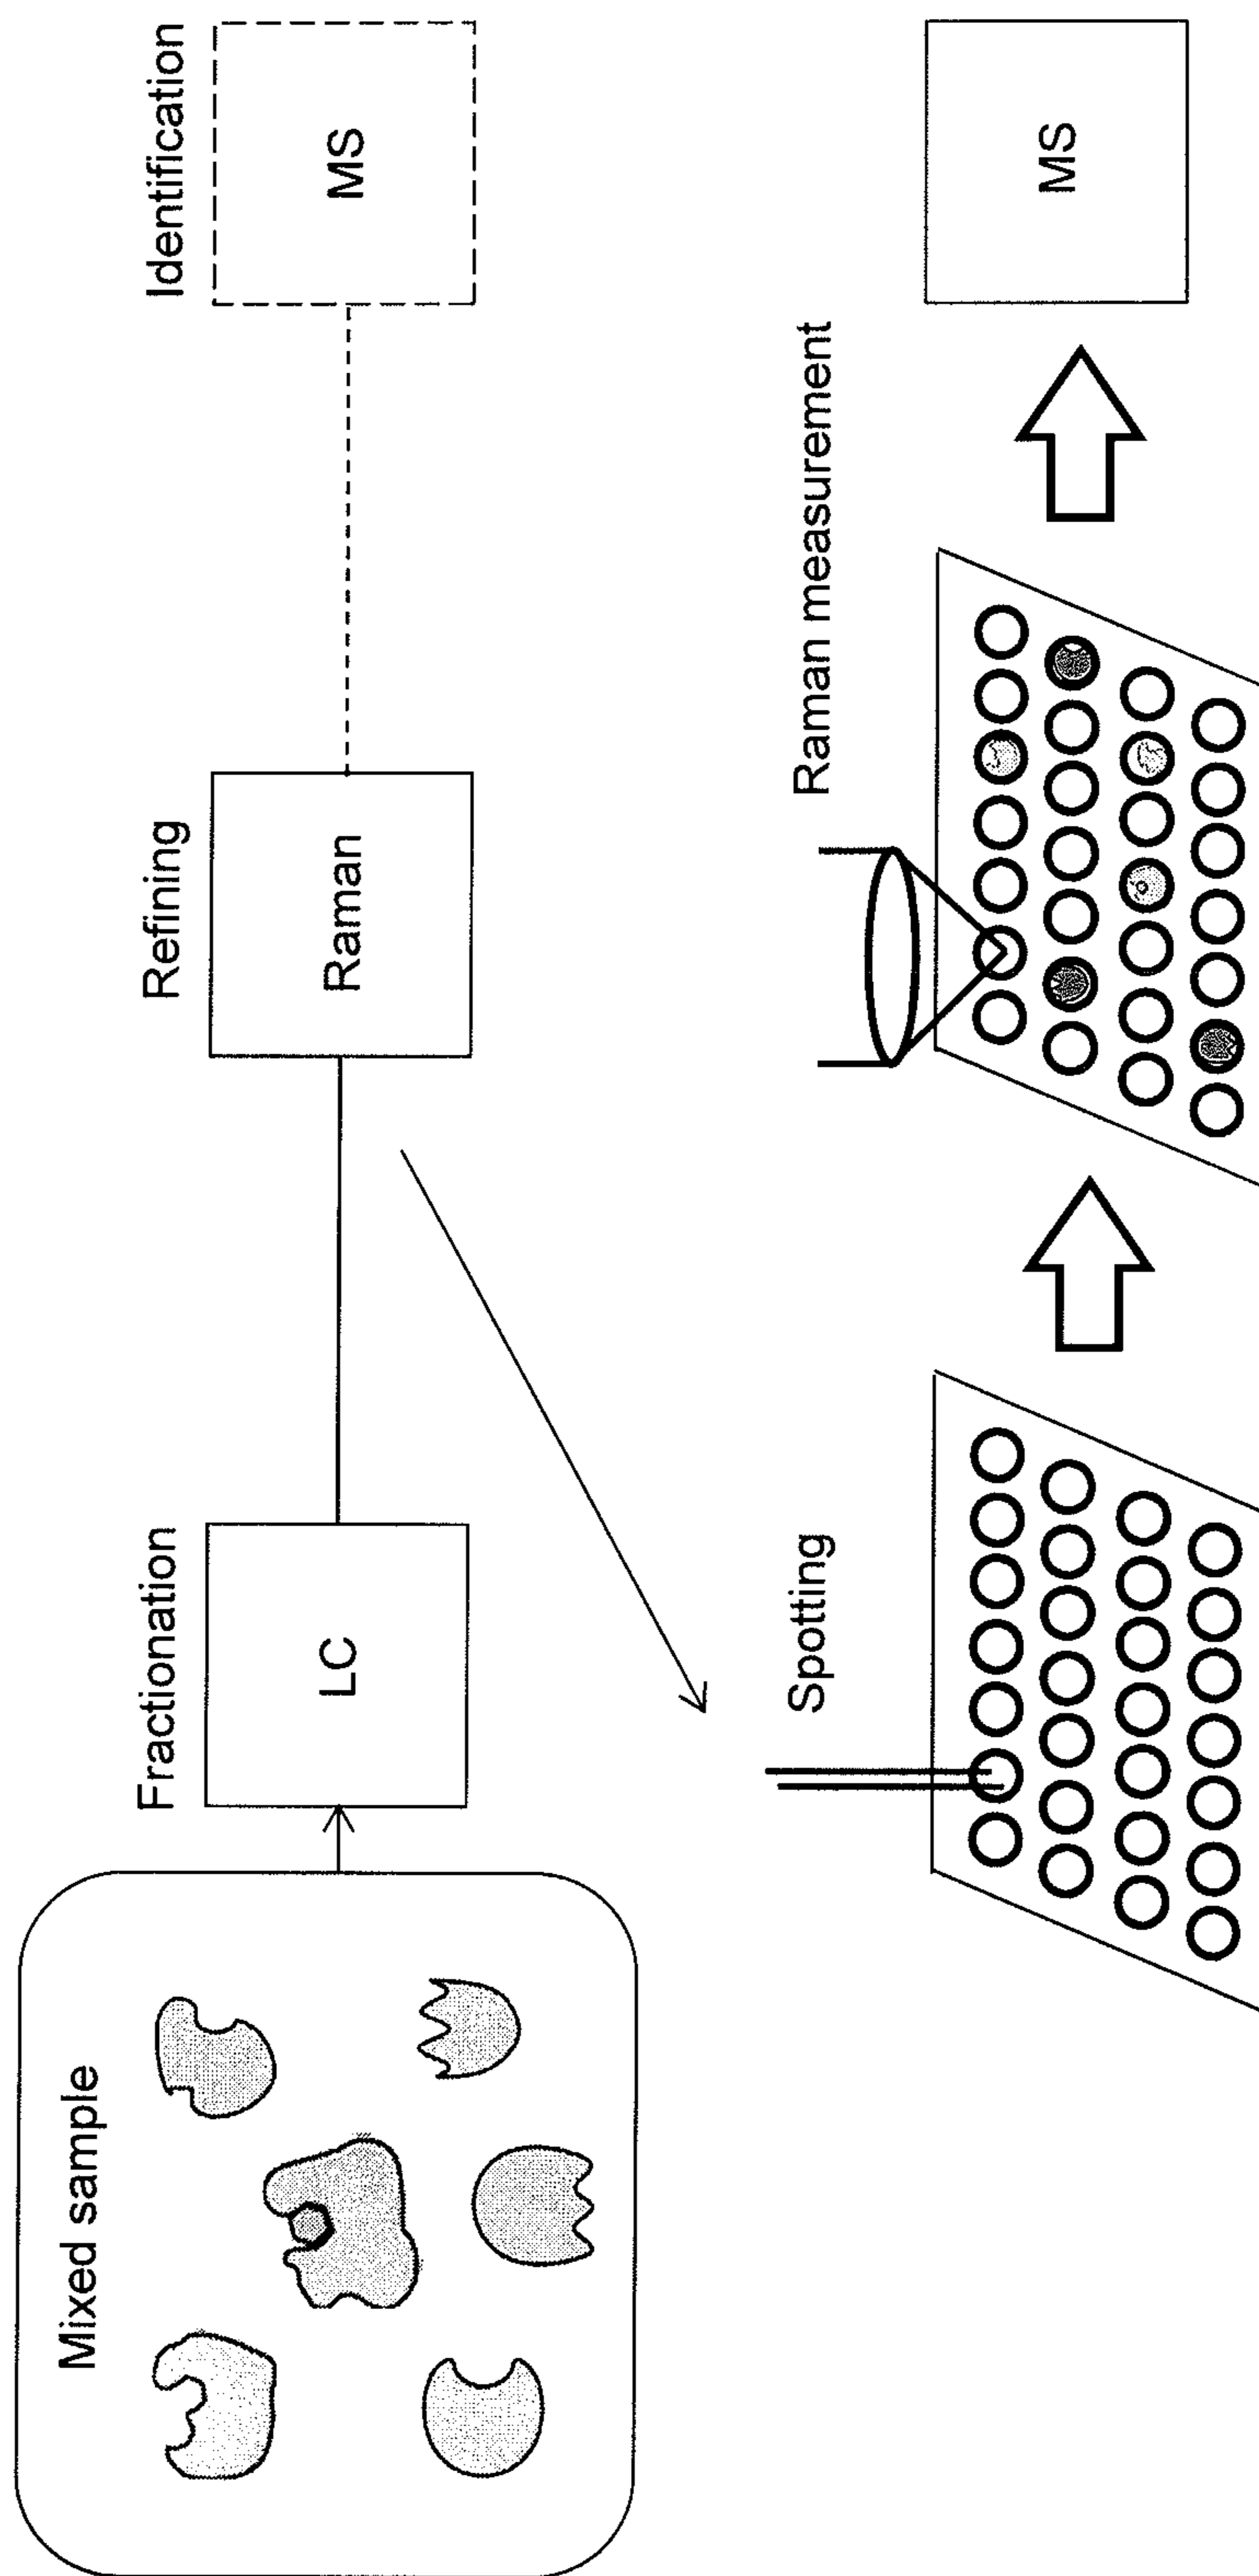 Mixed sample
Fractionation
LC
Refining
Raman
Identification
MS
Spotting
Raman measurement
MS